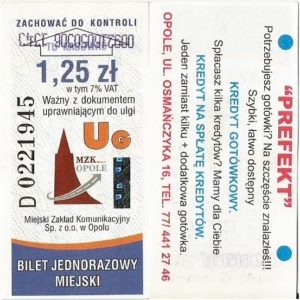 ZACHOWAĆ DO KONTROLI
TU KASOWAĆ
1,25 zł
w tym 7% VAT
Ważny z dokumentem
uprawniającym do ulgi
D 0221945
U
MZK
OPOLE
Miejski Zakład Komunikacyjny
Sp. z o.o. w Opolu
BILET JEDNORAZOWY
MIEJSKI
"PREFEKT"
Potrzebujesz gotówki? Na szczęście znalazłeś!!!
Szybki, łatwo dostępny
KREDYT GOTÓWKOWY.
Spłacasz kilka kredytów? Mamy dla Ciebie
KREDYT NA SPŁATĘ KREDYTÓW.
Jeden zamiast kilku + dodatkowa gotówka
OPOLE, UL. OSMAŃCZYKA 16, TEL. 77/ 441 27 46